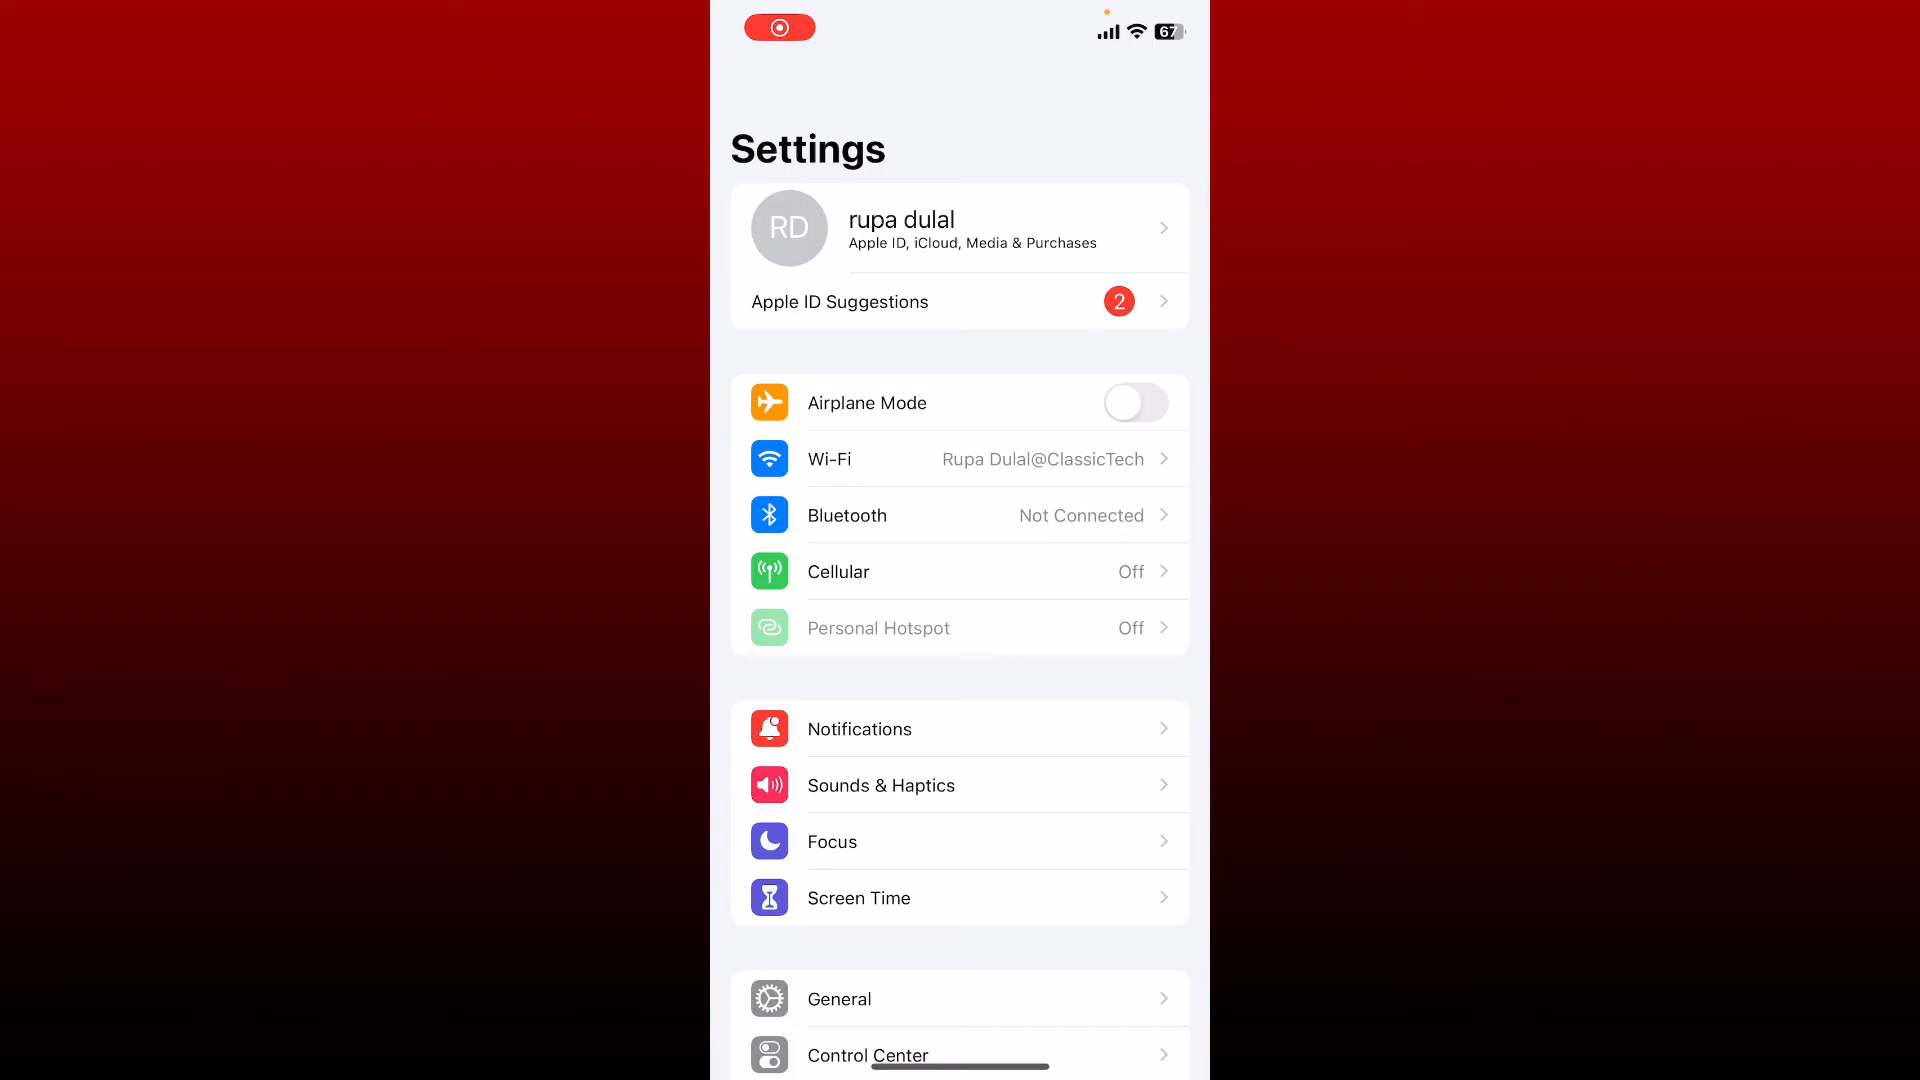 67
Settings
RD
rupa dulal
Apple ID, iCloud, Media & Purchases
Apple ID Suggestions 2
Airplane Mode
Wi-Fi Rupa Dulal@ClassicTech
Bluetooth Not Connected
Cellular Off
Personal Hotspot Off
Notifications
Sounds & Haptics
Focus
Screen Time
General
Control Center